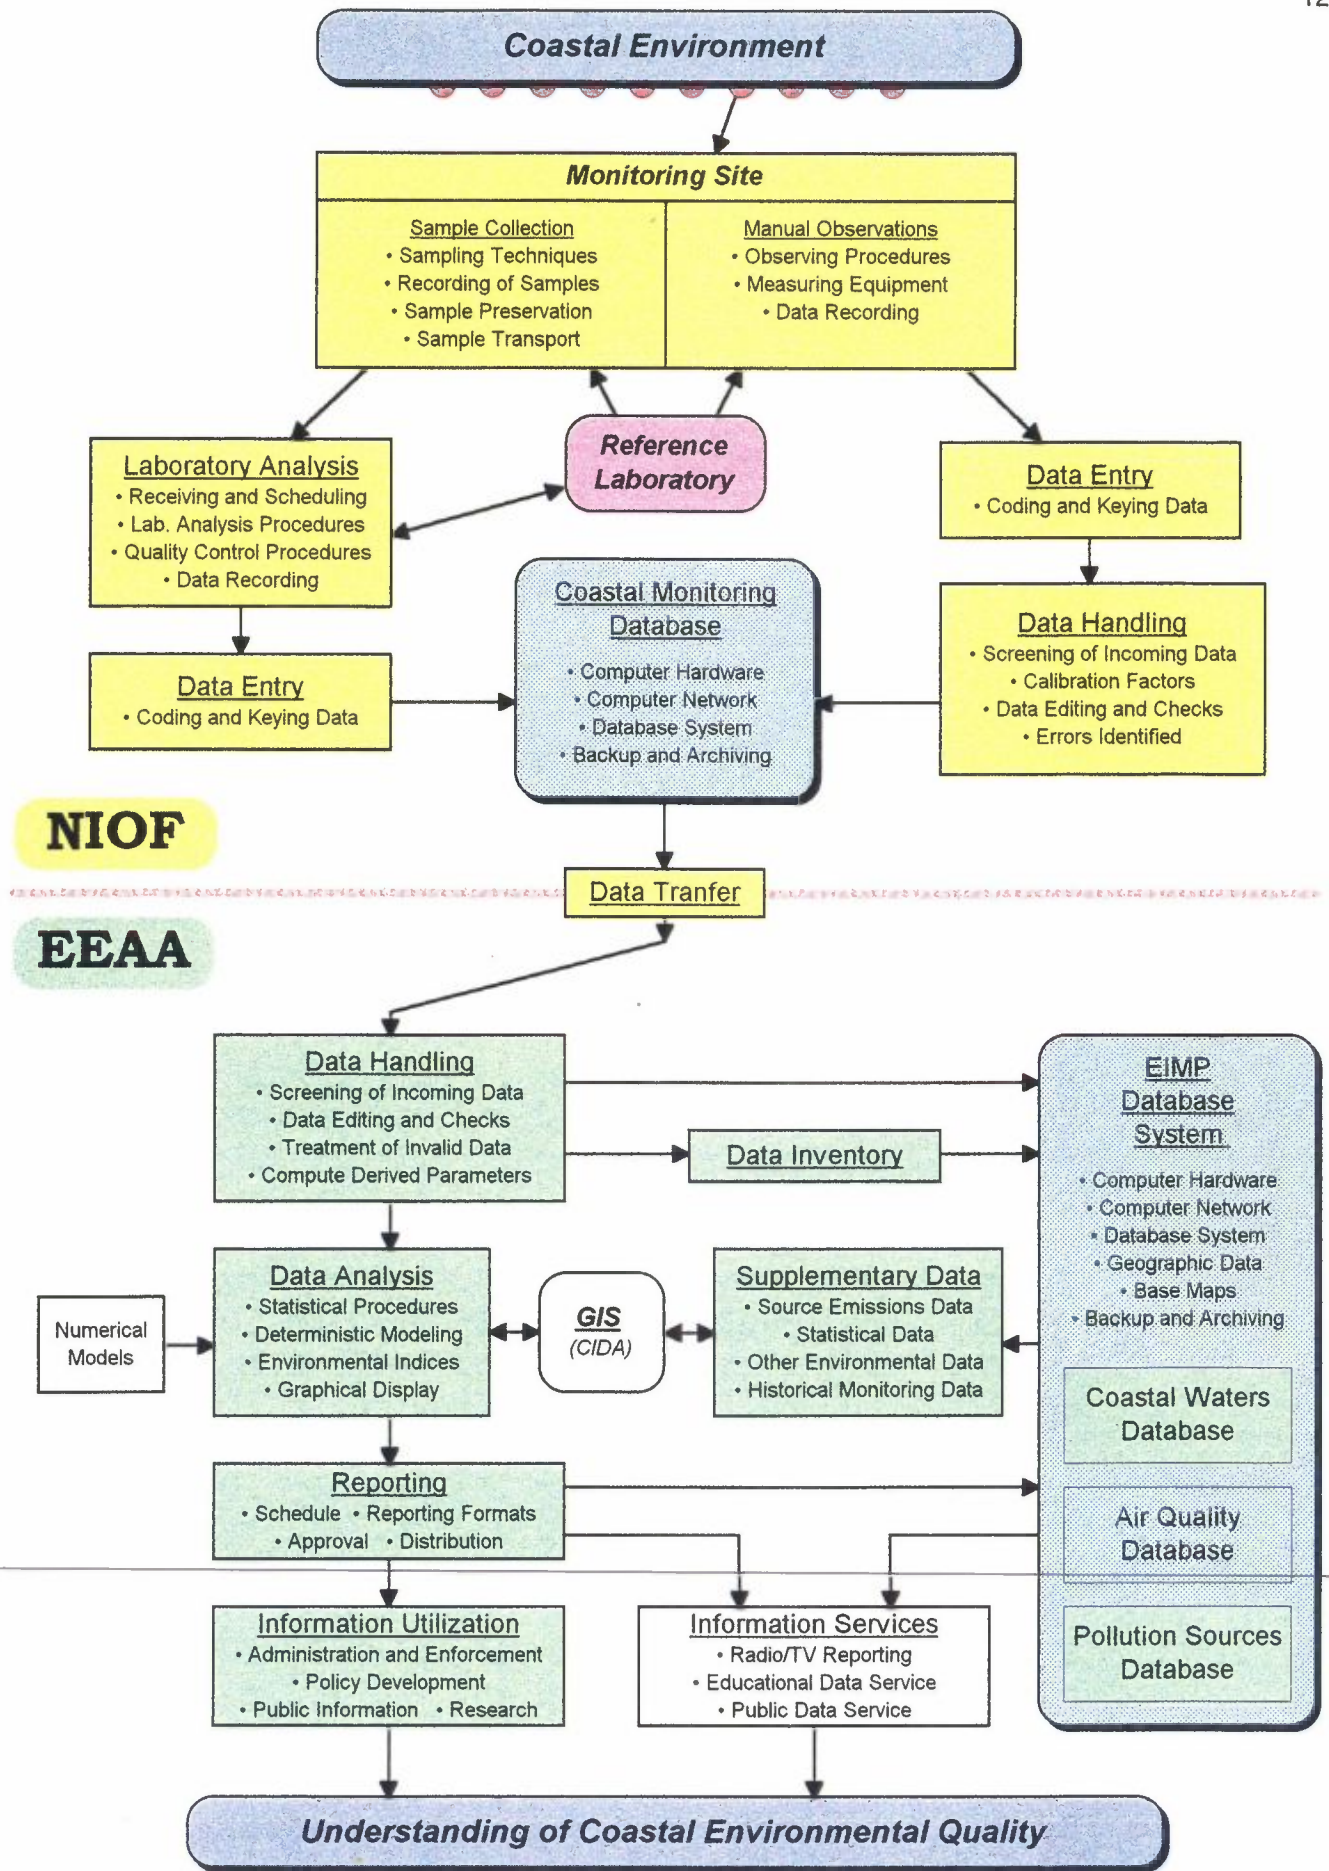 12
Coastal Environment
Monitoring Site
Sample Collection
• Sampling Techniques
• Recording of Samples
• Sample Preservation
• Sample Transport
Manual Observations
• Observing Procedures
• Measuring Equipment
• Data Recording
Reference
Laboratory
Laboratory Analysis
• Receiving and Scheduling
• Lab. Analysis Procedures
• Quality Control Procedures
• Data Recording
Data Entry
• Coding and Keying Data
Data Entry
• Coding and Keying Data
Data Handling
• Screening of Incoming Data
• Calibration Factors
• Data Editing and Checks
• Errors Identified
Coastal Monitoring
Database
• Computer Hardware
• Computer Network
• Database System
• Backup and Archiving
NIOF
Data Tranfer
EEAA
Data Handling
• Screening of Incoming Data
• Data Editing and Checks
• Treatment of Invalid Data
• Compute Derived Parameters
Data Inventory
EIMP
Database
System
• Computer Hardware
• Computer Network
• Database System
• Geographic Data
• Base Maps
• Backup and Archiving
Coastal Waters
Database
Air Quality
Database
Pollution Sources
Database
Numerical
Models
Data Analysis
• Statistical Procedures
• Deterministic Modeling
• Environmental Indices
• Graphical Display
GIS
(CIDA)
Supplementary Data
• Source Emissions Data
• Statistical Data
• Other Environmental Data
• Historical Monitoring Data
Reporting
• Schedule • Reporting Formats
• Approval • Distribution
Information Utilization
• Administration and Enforcement
• Policy Development
• Public Information • Research
Information Services
• Radio/TV Reporting
• Educational Data Service
• Public Data Service
Understanding of Coastal Environmental Quality